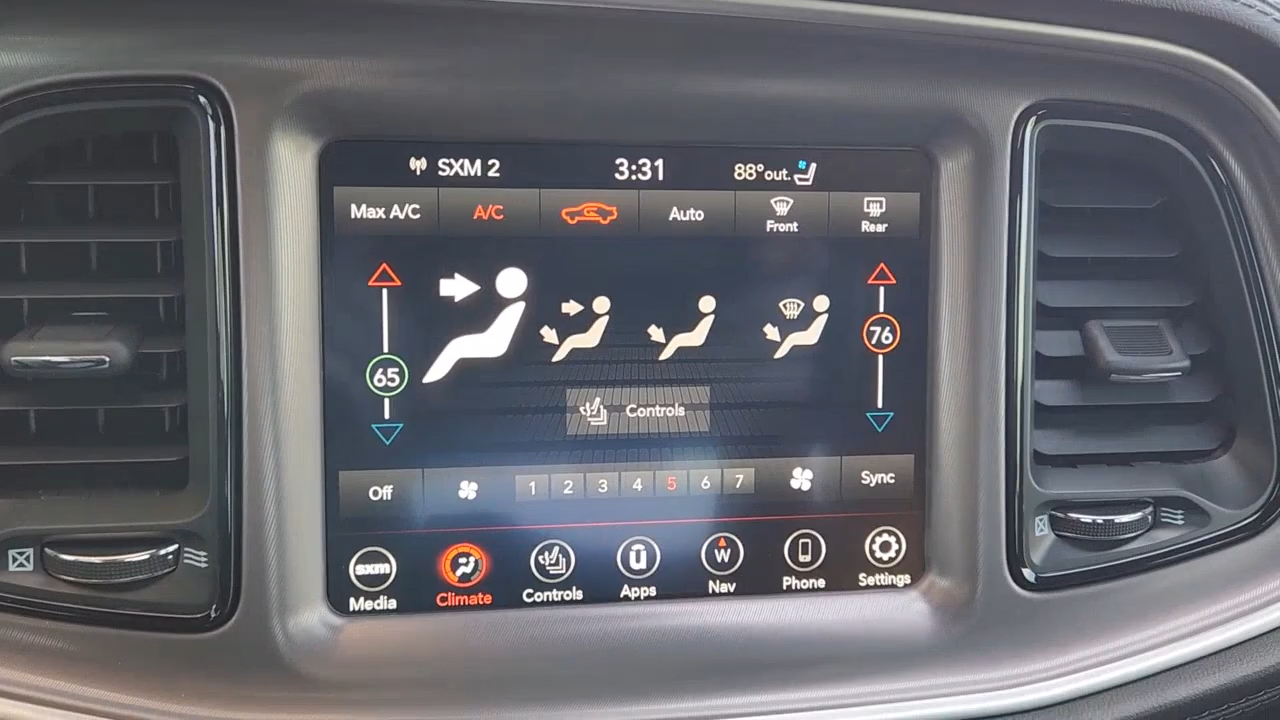 SXM 2
3:31
88°out.
Max A/C
A/C
Auto
Front
Rear
65
76
Controls
Off
1 2 3 4 5 6 7
Sync
sxm
Media
Climate
Controls
U
Apps
W
Nav
Phone
Settings